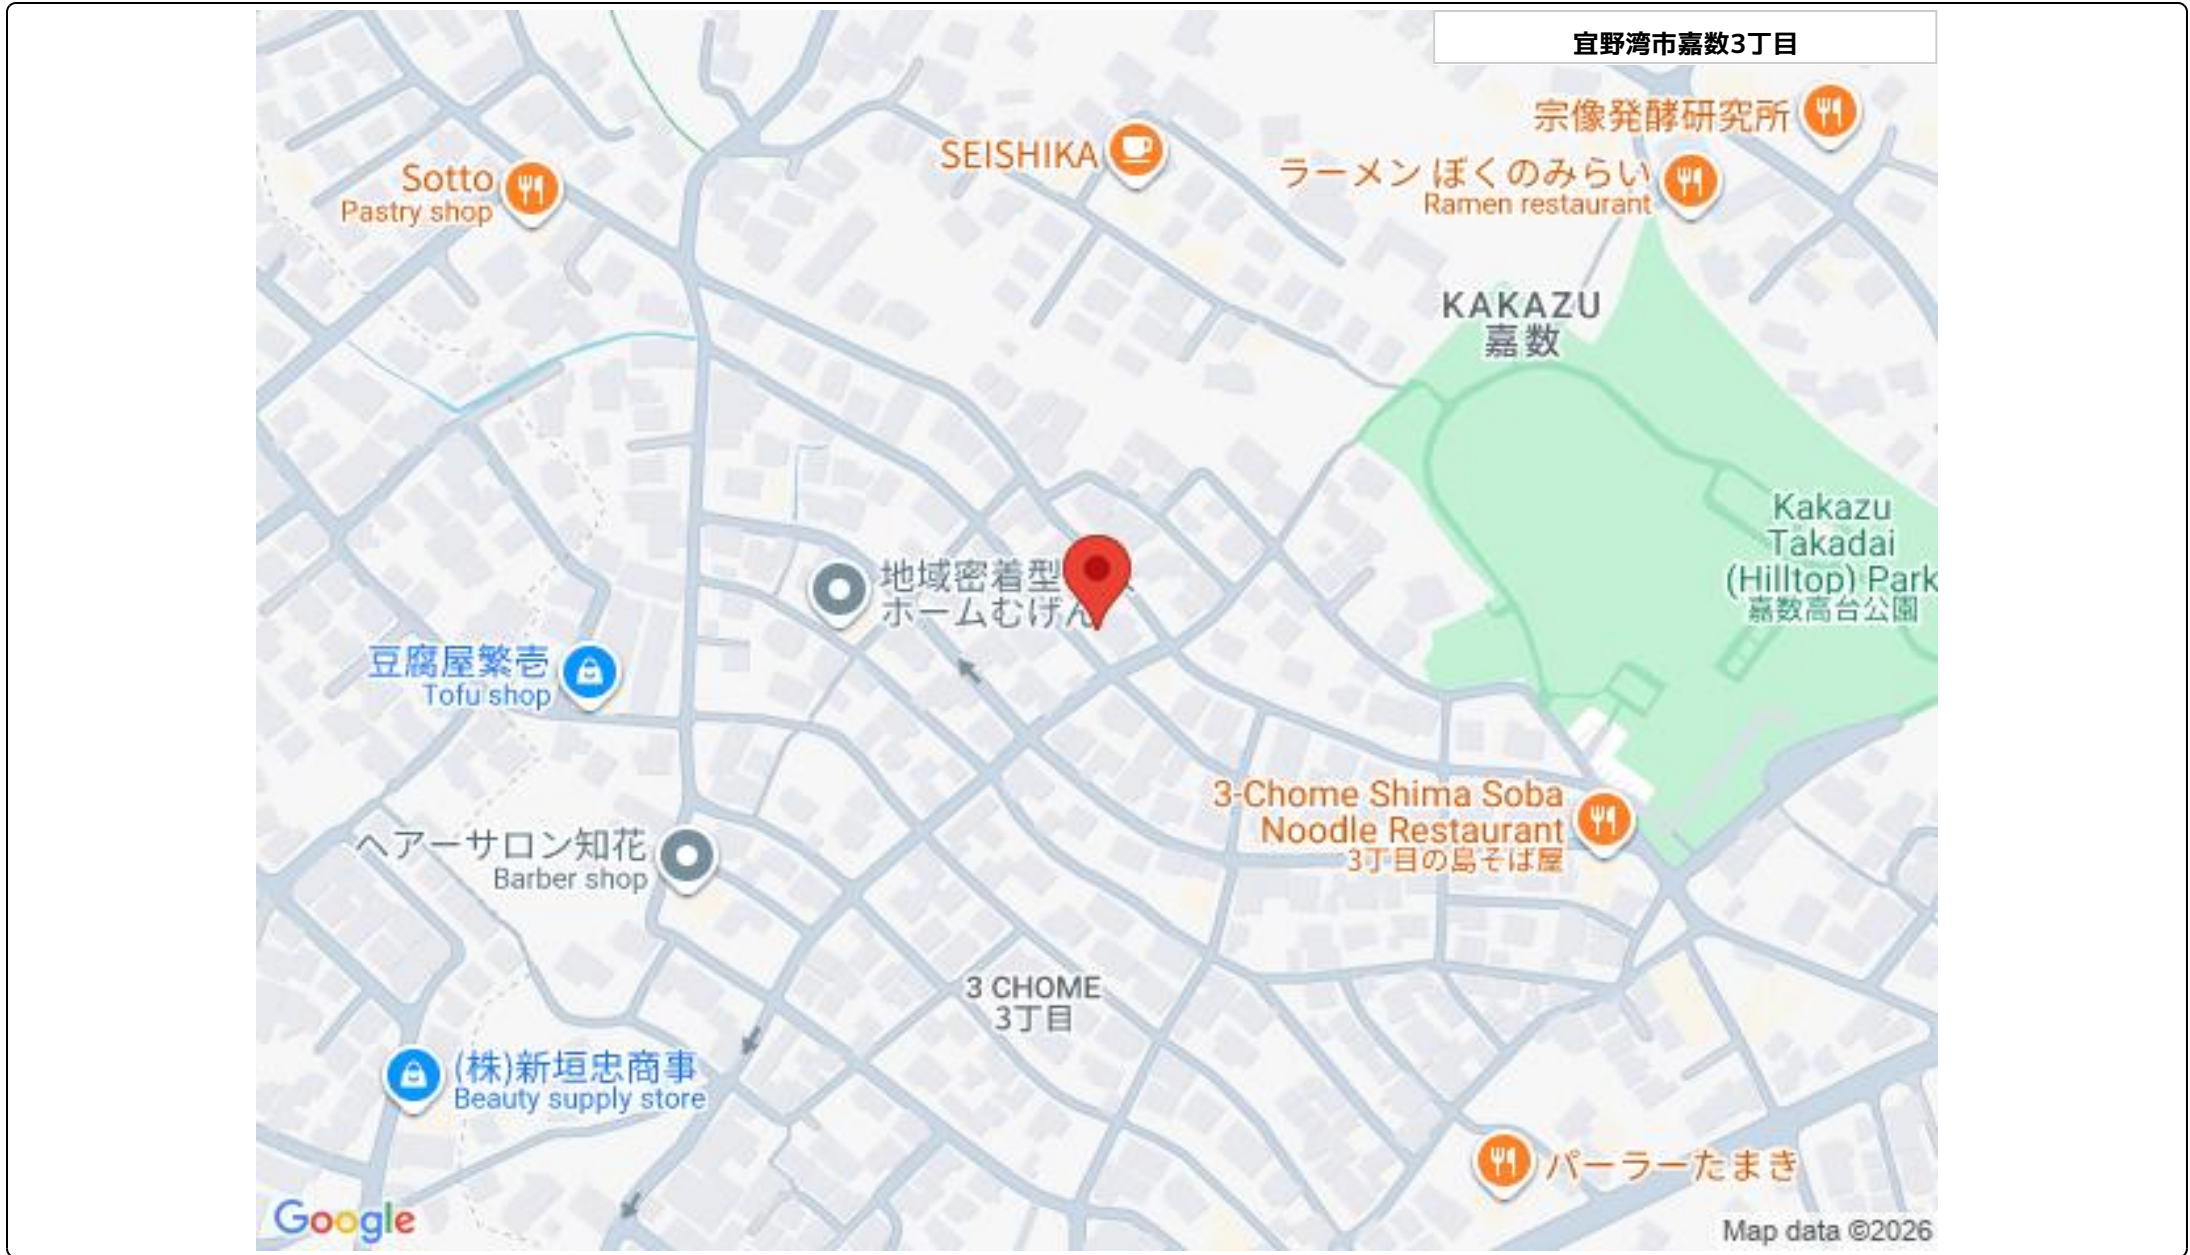 宜野湾市嘉数3丁目
宗像発酵研究所
SEISHIKA
ラーメン ぼくのみらい
Ramen restaurant
Sotto
Pastry shop
KAKAZU
嘉数
Kakazu
Takadai
(Hilltop) Park
嘉数高台公園
地域密着型
ホームむげん
豆腐屋繁壱
Tofu shop
3-Chome Shima Soba
Noodle Restaurant
3丁目の島そば屋
ヘアーサロン知花
Barber shop
3 CHOME
3丁目
(株)新垣忠商事
Beauty supply store
パーラーたまき
Google
Map data ©2026